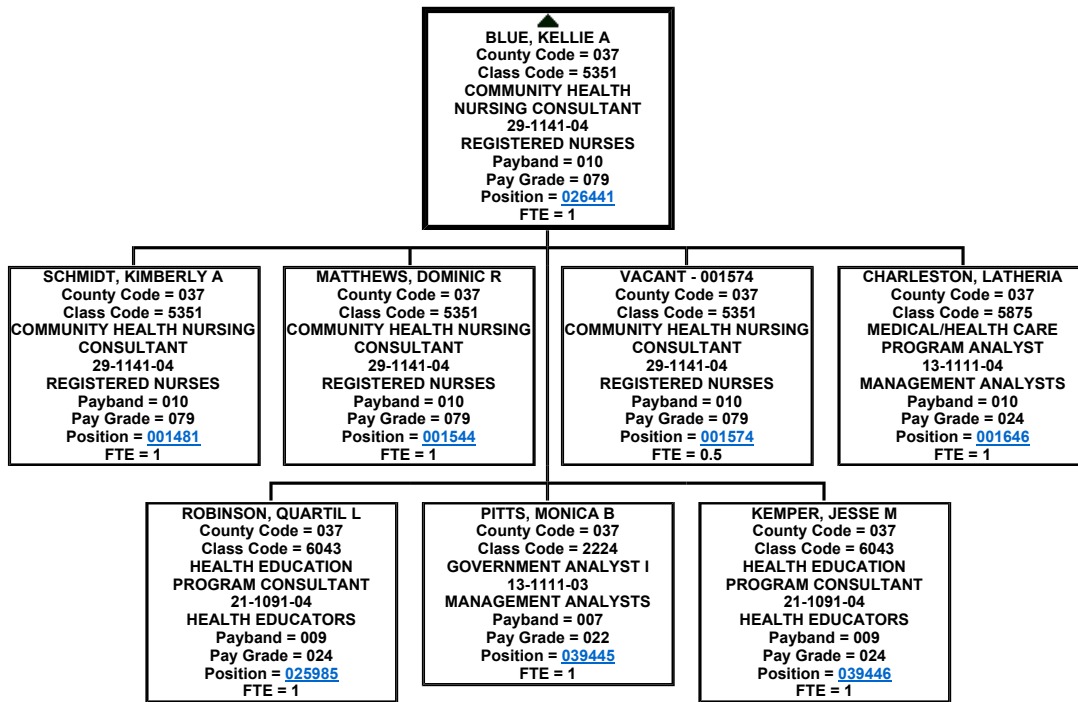 BLUE, KELLIE A
County Code = 037
Class Code = 5351
COMMUNITY HEALTH
NURSING CONSULTANT
29-1141-04
REGISTERED NURSES
Payband = 010
Pay Grade = 079
Position = 026441
FTE = 1
SCHMIDT, KIMBERLY A
County Code = 037
Class Code = 5351
COMMUNITY HEALTH NURSING
CONSULTANT
29-1141-04
REGISTERED NURSES
Payband = 010
Pay Grade = 079
Position = 001481
FTE = 1
MATTHEWS, DOMINIC R
County Code = 037
Class Code = 5351
COMMUNITY HEALTH NURSING
CONSULTANT
29-1141-04
REGISTERED NURSES
Payband = 010
Pay Grade = 079
Position = 001544
FTE = 1
VACANT - 001574
County Code = 037
Class Code = 5351
COMMUNITY HEALTH NURSING
CONSULTANT
29-1141-04
REGISTERED NURSES
Payband = 010
Pay Grade = 079
Position = 001574
FTE = 0.5
CHARLESTON, LATHERIA
County Code = 037
Class Code = 5875
MEDICAL/HEALTH CARE
PROGRAM ANALYST
13-1111-04
MANAGEMENT ANALYSTS
Payband = 010
Pay Grade = 024
Position = 001646
FTE = 1
ROBINSON, QUARTIL L
County Code = 037
Class Code = 6043
HEALTH EDUCATION
PROGRAM CONSULTANT
21-1091-04
HEALTH EDUCATORS
Payband = 009
Pay Grade = 024
Position = 025985
FTE = 1
PITTS, MONICA B
County Code = 037
Class Code = 2224
GOVERNMENT ANALYST I
13-1111-03
MANAGEMENT ANALYSTS
Payband = 007
Pay Grade = 022
Position = 039445
FTE = 1
KEMPER, JESSE M
County Code = 037
Class Code = 6043
HEALTH EDUCATION
PROGRAM CONSULTANT
21-1091-04
HEALTH EDUCATORS
Payband = 009
Pay Grade = 024
Position = 039446
FTE = 1